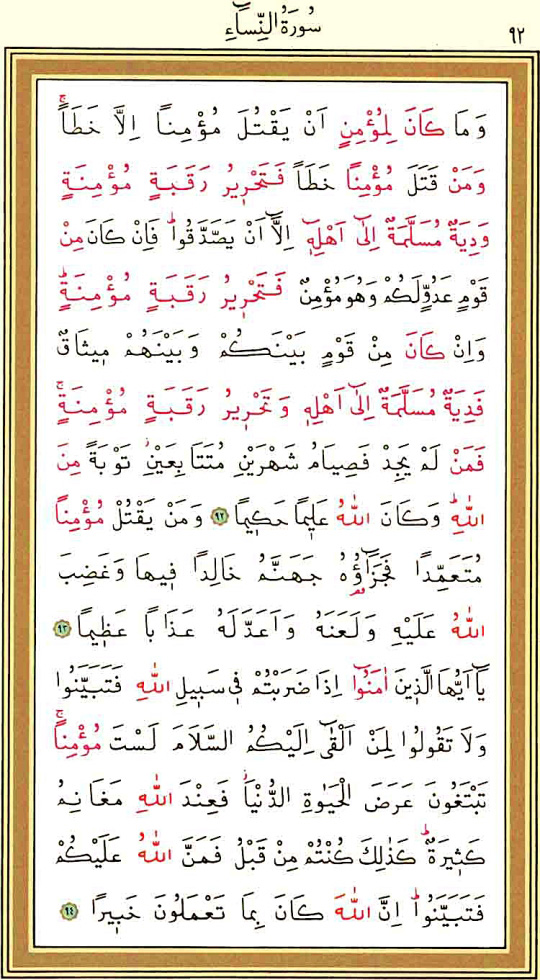 سُورَةُ النِّسَٓاءِ
٩٢
وَمَا كَانَ لِمُؤْمِنٍ اَنْ يَقْتُلَ مُؤْمِنًا اِلَّا خَطَـًٔاۚ
وَمَنْ قَتَلَ مُؤْمِنًا خَطَـًٔا فَتَحْرٖيرُ رَقَبَةٍ مُؤْمِنَةٍ
وَدِيَةٌ مُسَلَّمَةٌ اِلٰٓى اَهْلِهٖٓ اِلَّٓا اَنْ يَصَّدَّقُواؕ فَاِنْ كَانَ مِنْ
قَوْمٍ عَدُوٍّ لَكُمْ وَهُوَ مُؤْمِنٌ فَتَحْرٖيرُ رَقَبَةٍ مُؤْمِنَةٍؕ
وَاِنْ كَانَ مِنْ قَوْمٍ بَيْنَكُمْ وَبَيْنَهُمْ مٖيثَاقٌ
فَدِيَةٌ مُسَلَّمَةٌ اِلٰٓى اَهْلِهٖ وَتَحْرٖيرُ رَقَبَةٍ مُؤْمِنَةٍۚ
فَمَنْ لَمْ يَجِدْ فَصِيَامُ شَهْرَيْنِ مُتَتَابِعَيْنِؗ تَوْبَةً مِنَ
اللّٰهِؕ وَكَانَ اللّٰهُ عَلٖيمًا حَكٖيمًا ٩٢ وَمَنْ يَقْتُلْ مُؤْمِنًا
مُتَعَمِّدًا فَجَزَٓاؤُ۬هُ جَهَنَّمُ خَالِدًا فٖيهَا وَغَضِبَ
اللّٰهُ عَلَيْهِ وَلَعَنَهُ وَاَعَدَّ لَهُ عَذَابًا عَظٖيمًا ٩٣
يَٓا اَيُّهَا الَّذٖينَ اٰمَنُٓوا اِذَا ضَرَبْتُمْ فٖى سَبٖيلِ اللّٰهِ فَتَبَيَّنُوا
وَلَا تَقُولُوا لِمَنْ اَلْقٰٓى اِلَيْكُمُ السَّلَامَ لَسْتَ مُؤْمِنًاۚ
تَبْتَغُونَ عَرَضَ الْحَيٰوةِ الدُّنْيَاؗ فَعِنْدَ اللّٰهِ مَغَانِمُ
كَثٖيرَةٌؕ كَذٰلِكَ كُنْتُمْ مِنْ قَبْلُ فَمَنَّ اللّٰهُ عَلَيْكُمْ
فَتَبَيَّنُواؕ اِنَّ اللّٰهَ كَانَ بِمَا تَعْمَلُونَ خَبٖيرًا ٩٤